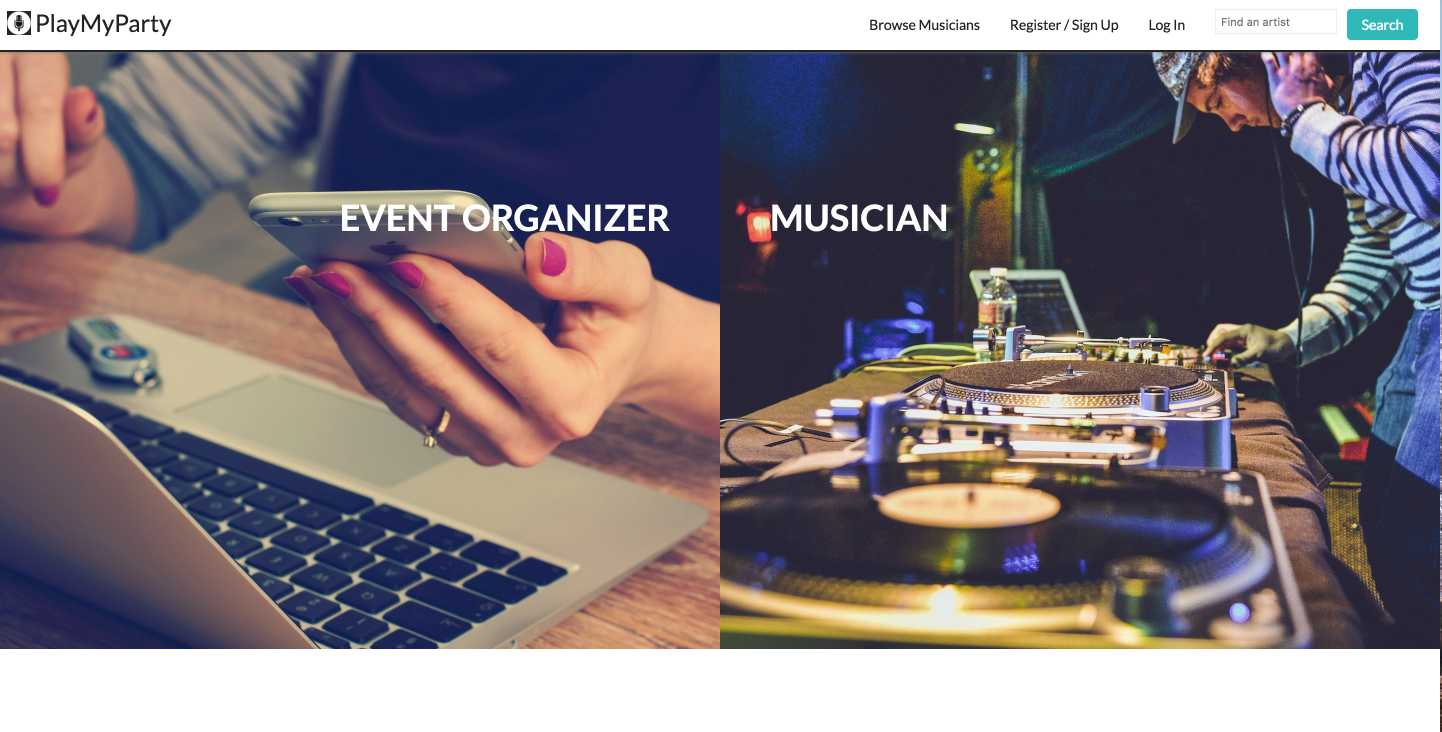 PlayMyParty
Browse Musicians
Register / Sign Up
Log In
Find an artist
Search
EVENT ORGANIZER
MUSICIAN